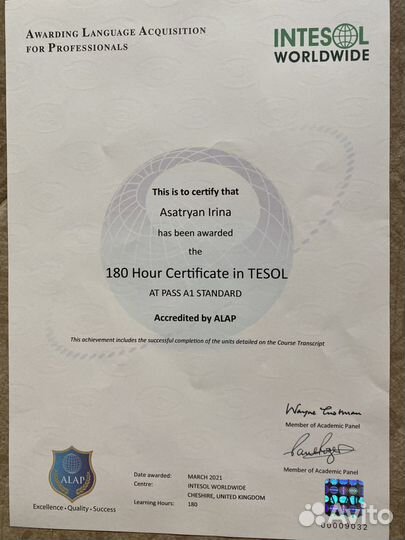 AWARDING LANGUAGE ACQUISITION
FOR PROFESSIONALS
INTESOL
WORLDWIDE
This is to certify that
Asatryan Irina
has been awarded
the
180 Hour Certificate in TESOL
AT PASS A1 STANDARD
Accredited by ALAP
This achievement includes the successful completion of the units detailed on the Course Transcript
Member of Academic Panel
Member of Academic Panel
ALAP
Excellence • Quality • Success
Date awarded: MARCH 2021
Centre: INTESOL WORLDWIDE
CHESHIRE, UNITED KINGDOM
Learning Hours: 180
00009032
Avito